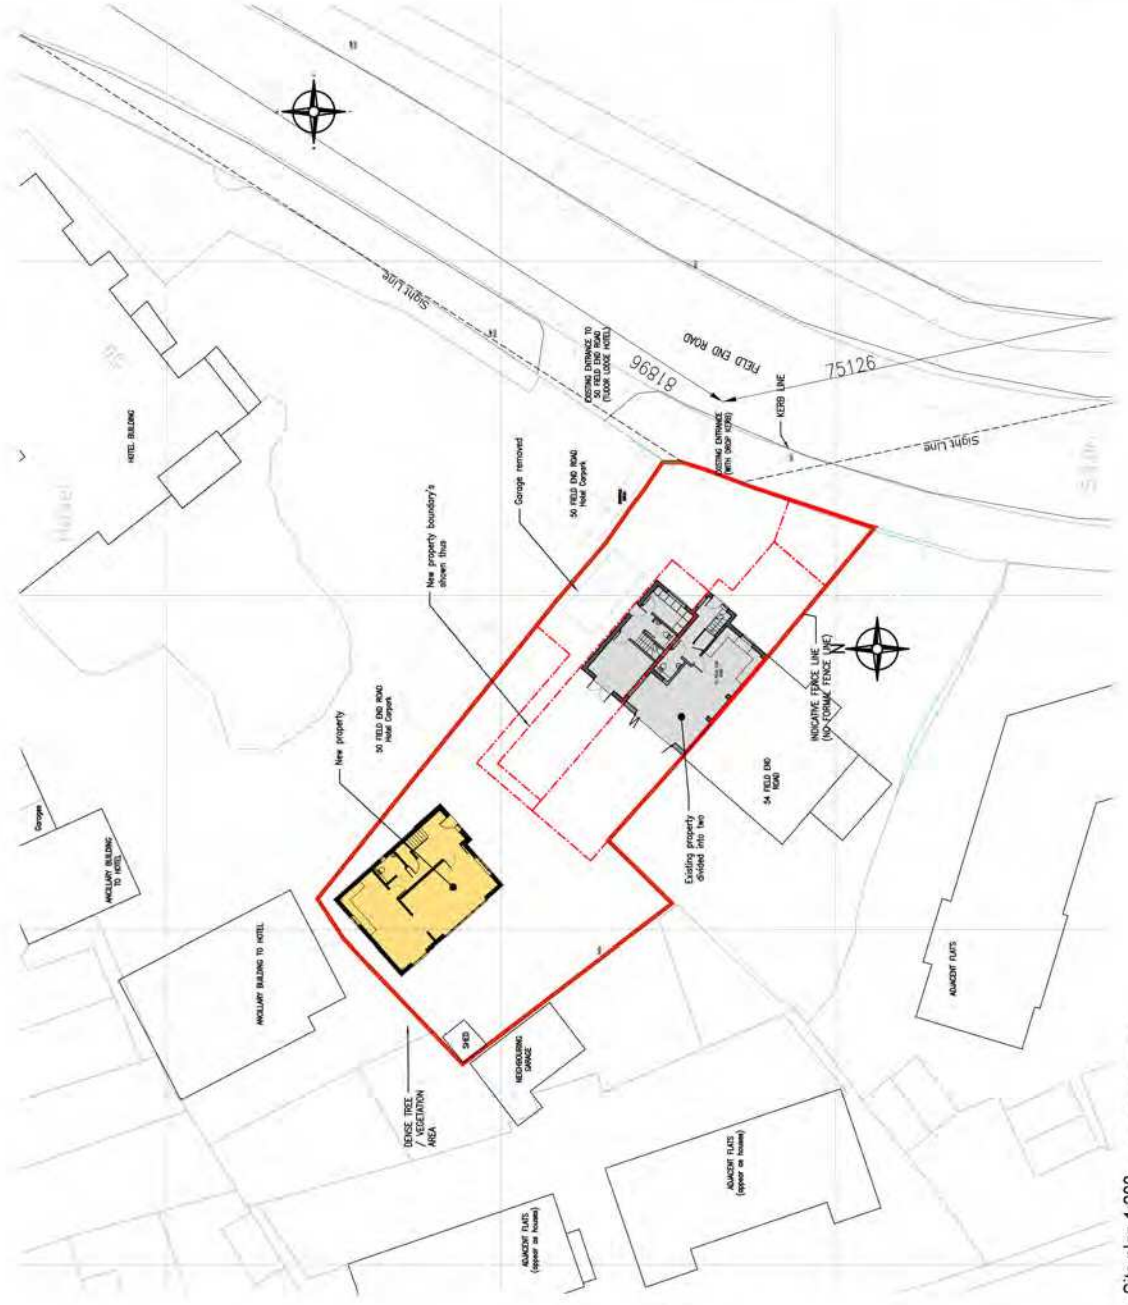 HOTEL BUILDING
Sight Line
EXISTING ENTRANCE TO
50 FIELD END ROAD
(TUDOR LODGE HOTEL)
FIELD END ROAD
81896
75126
KERB LINE
EXISTING ENTRANCE
(WITH DROP KERB)
Sight Line
Garage removed
50 FIELD END ROAD
Hotel Carpark
New property boundary's
shown thus
50 FIELD END ROAD
Hotel Carpark
New property
Garages
ANCILLARY BUILDING
TO HOTEL
ANCILLARY BUILDING TO HOTEL
N
INDICATIVE FENCE LINE
(NO FORMAL FENCE LINE)
54 FIELD END
ROAD
Existing property
divided into two
ADJACENT FLATS
SHED
NEIGHBOURING
GARAGE
DENSE TREE
/ VEGETATION
AREA
ADJACENT FLATS
(appear as houses)
ADJACENT FLATS
(appear as houses)